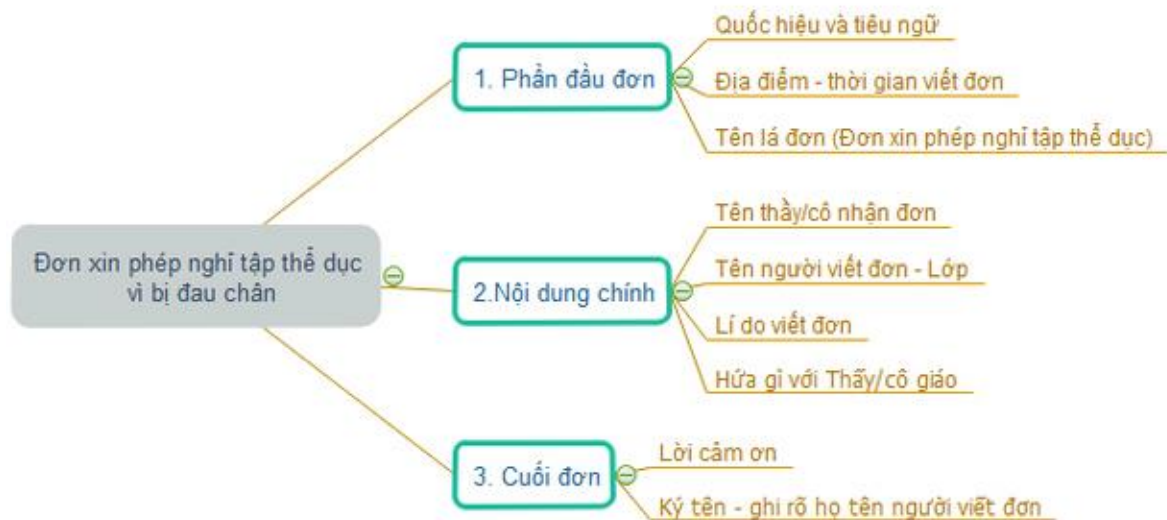 Đơn xin phép nghỉ tập thể dục
vì bị đau chân
1. Phần đầu đơn
Quốc hiệu và tiêu ngữ
Địa điểm - thời gian viết đơn
Tên lá đơn (Đơn xin phép nghỉ tập thể dục)
2.Nội dung chính
Tên thầy/cô nhận đơn
Tên người viết đơn - Lớp
Lí do viết đơn
Hứa gì với Thấy/cô giáo
3. Cuối đơn
Lời cảm ơn
Ký tên - ghi rõ họ tên người viết đơn